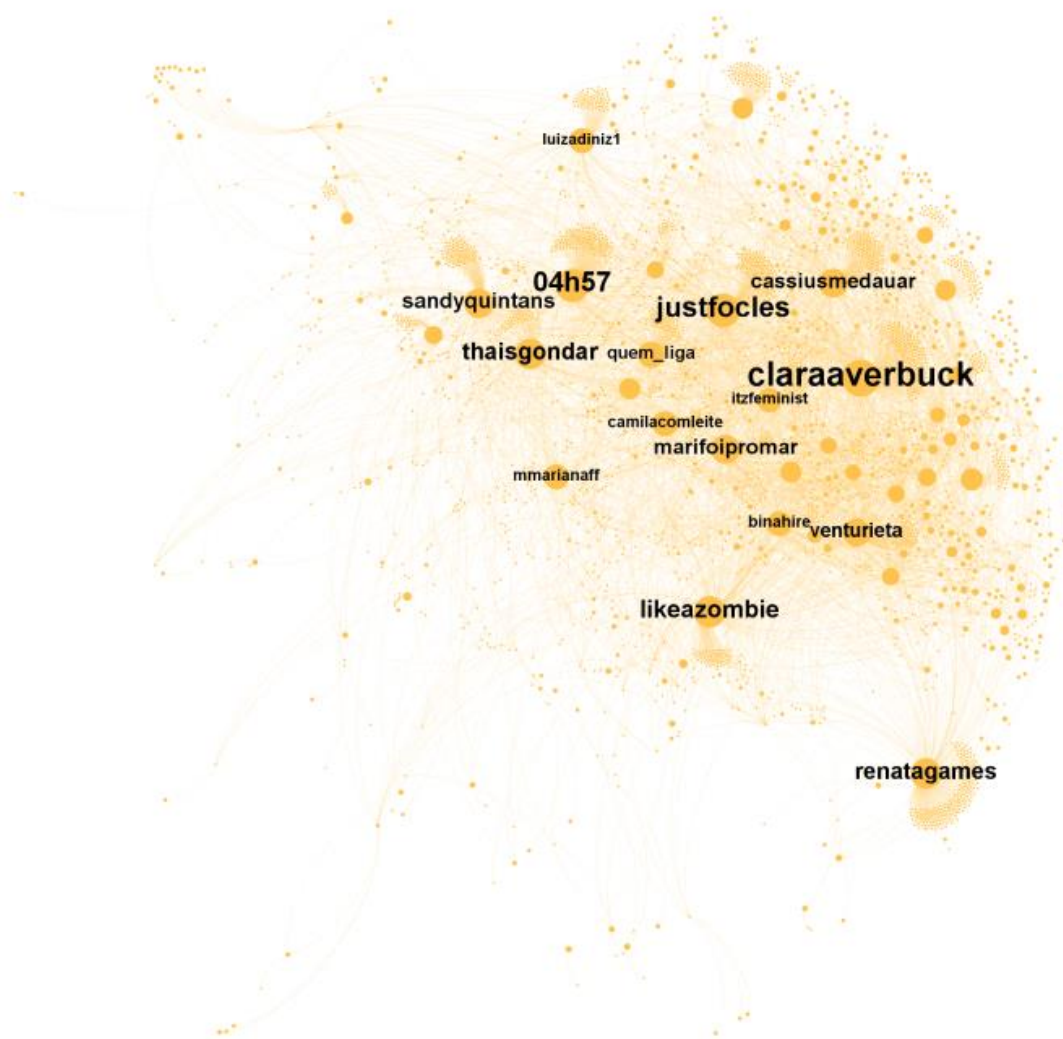 luizadiniz1
04h57
cassiusmedauar
sandyquintans
justfocles
thaisgondar
quem_liga
claraaverbuck
itzfeminist
camilacomleite
marifoipromar
mmarianaff
binahire
venturieta
likeazombie
renatagames